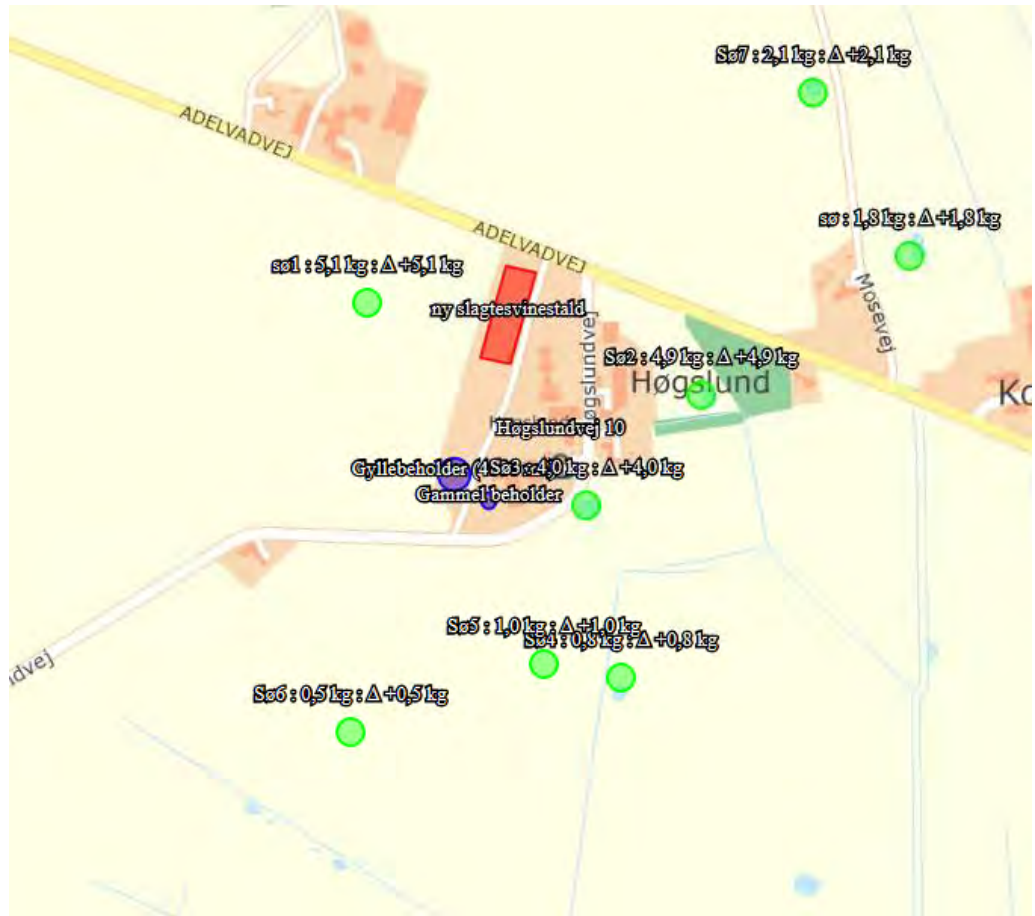 Sø7 : 2,1 kg : Δ +2,1 kg
ADELVADVEJ
sø : 1,8 kg : Δ +1,8 kg
ADELVADVEJ
sø1 : 5,1 kg : Δ +5,1 kg
Mosevej
ny slagtesvinestald
Høgslundvej
Sø2 : 4,9 kg : Δ +4,9 kg
Høgslund
Ko
Høgslundvej 10
Gyllebeholder (4
Sø3 : 4,0 kg : Δ +4,0 kg
Gammel beholder
Sø5 : 1,0 kg : Δ +1,0 kg
Sø4 : 0,8 kg : Δ +0,8 kg
ndvej
Sø6 : 0,5 kg : Δ +0,5 kg